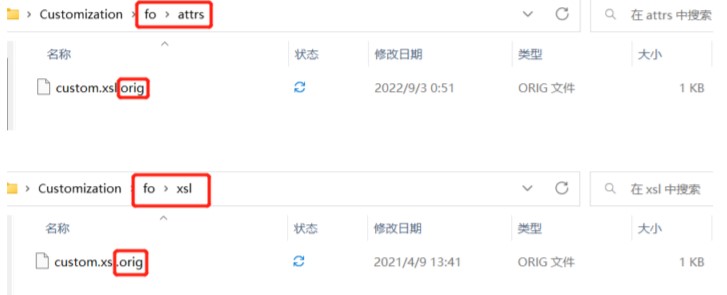 Customization › fo › attrs 在 attrs 中搜索
名称 状态 修改日期 类型 大小
custom.xsl.orig 2022/9/3 0:51 ORIG 文件 1 KB
Customization fo › xsl 在 xsl 中搜索
名称 状态 修改日期 类型 大小
custom.xsl.orig 2021/4/9 13:41 ORIG 文件 1 KB